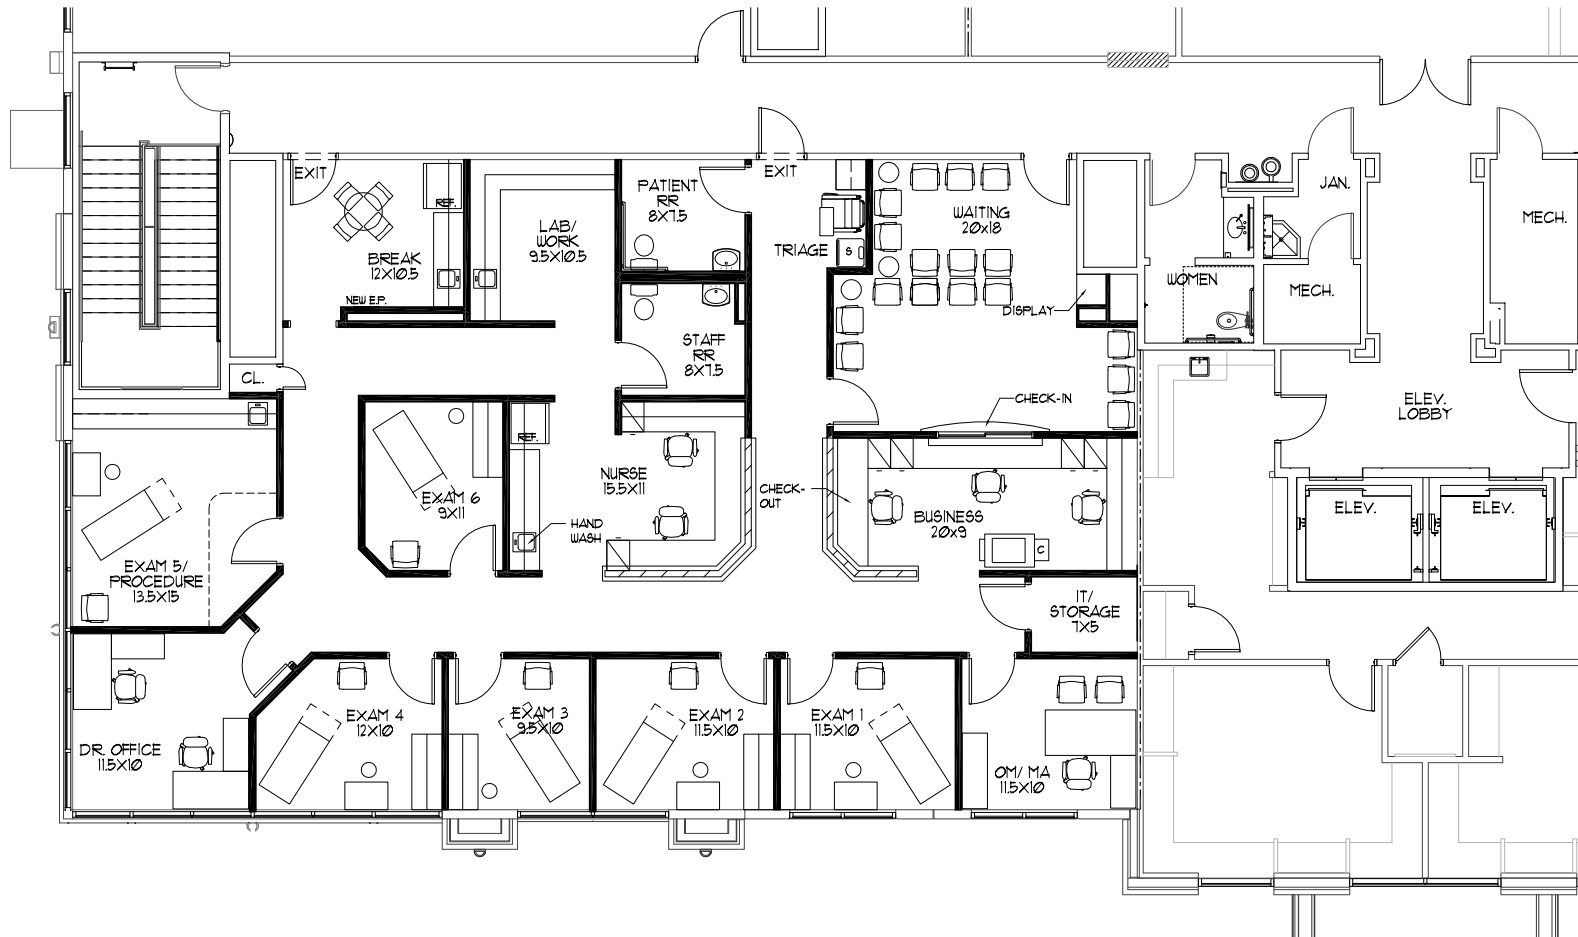 EXIT
REF.
BREAK
12X10.5
NEW E.P.
LAB/
WORK
9.5X10.5
PATIENT
RR
8X7.5
EXIT
TRIAGE
S
WAITING
20x18
DISPLAY
WOMEN
JAN.
MECH.
MECH.
STAFF
RR
8X7.5
CL.
CHECK-IN
ELEV.
LOBBY
REF.
NURSE
15.5X11
HAND
WASH
EXAM 6
9X11
CHECK-
OUT
BUSINESS
20x9
C
ELEV.
ELEV.
EXAM 5/
PROCEDURE
13.5X15
IT/
STORAGE
7X5
DR. OFFICE
11.5X10
EXAM 4
12X10
EXAM 3
9.5X10
EXAM 2
11.5X10
EXAM 1
11.5X10
OM/ MA
11.5X10